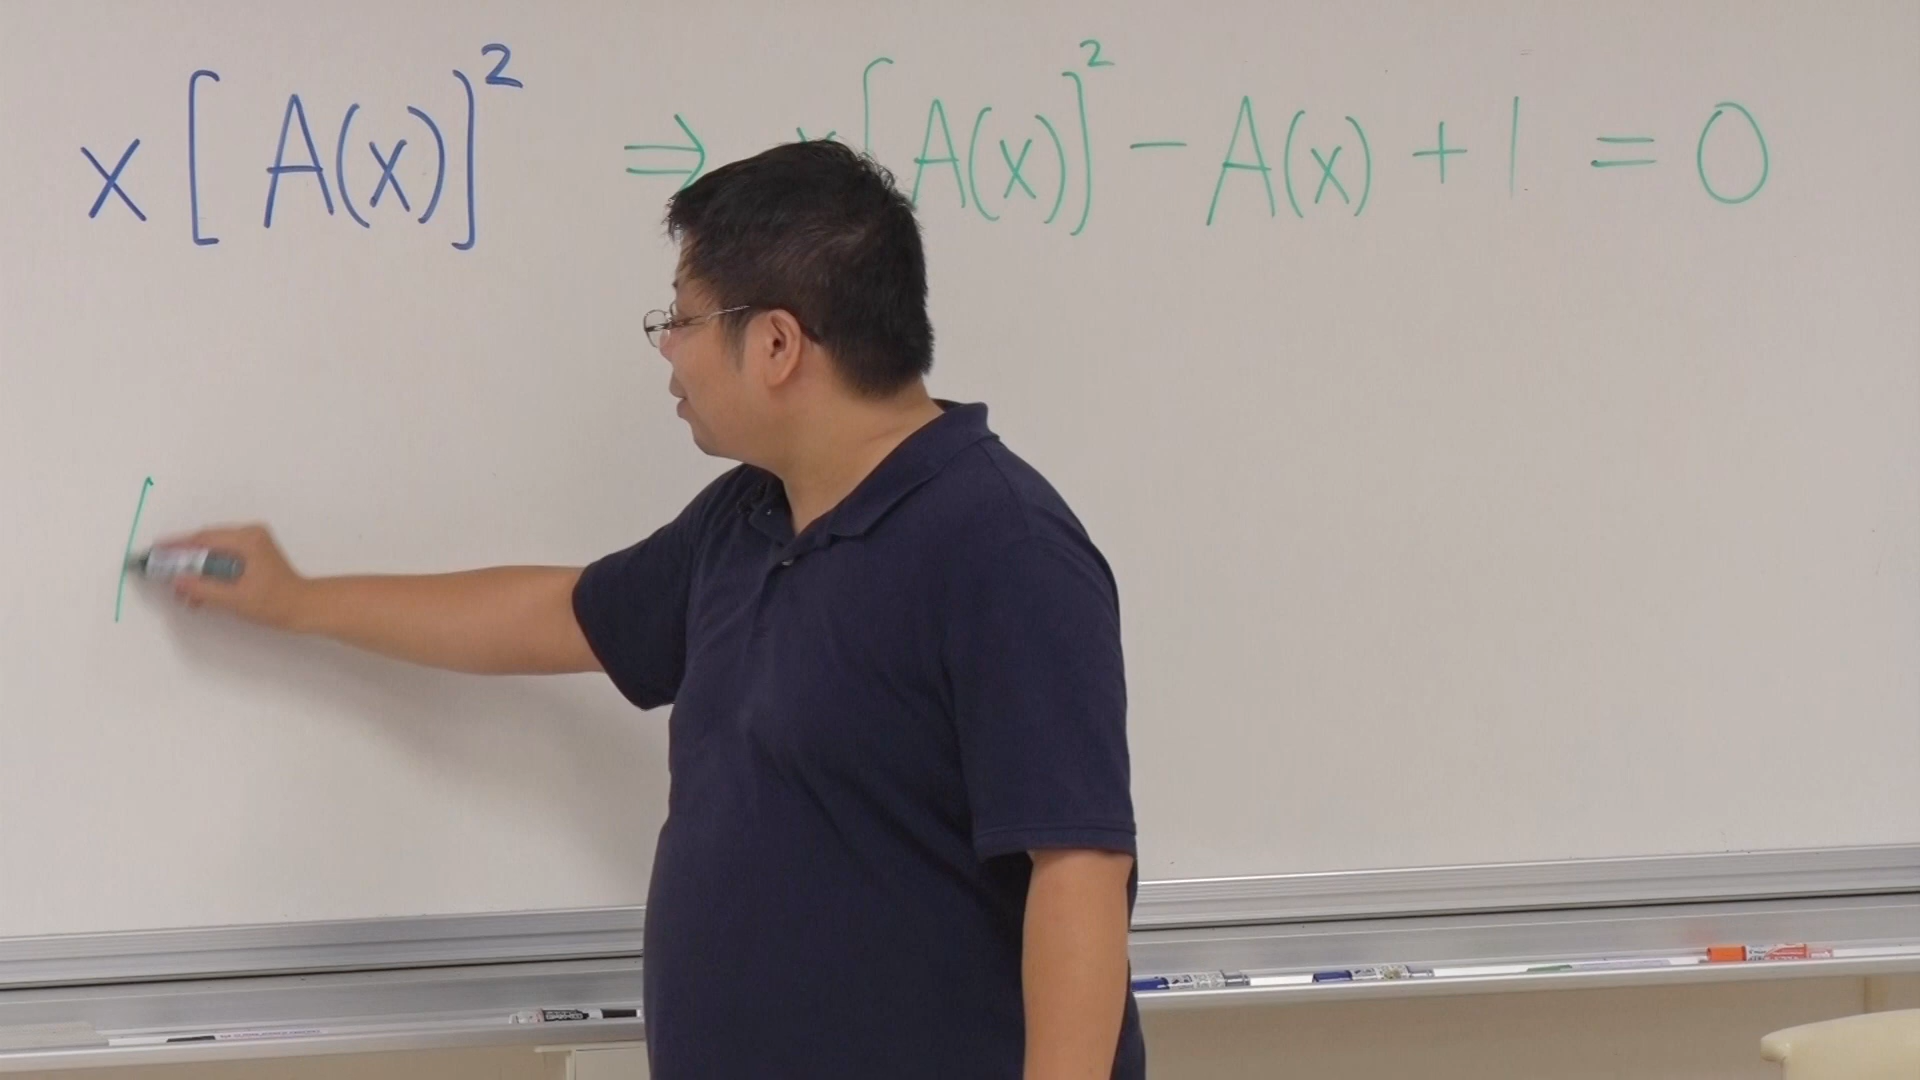 x[A(x)]² ⇒ x[A(x)]² - A(x) + 1 = 0